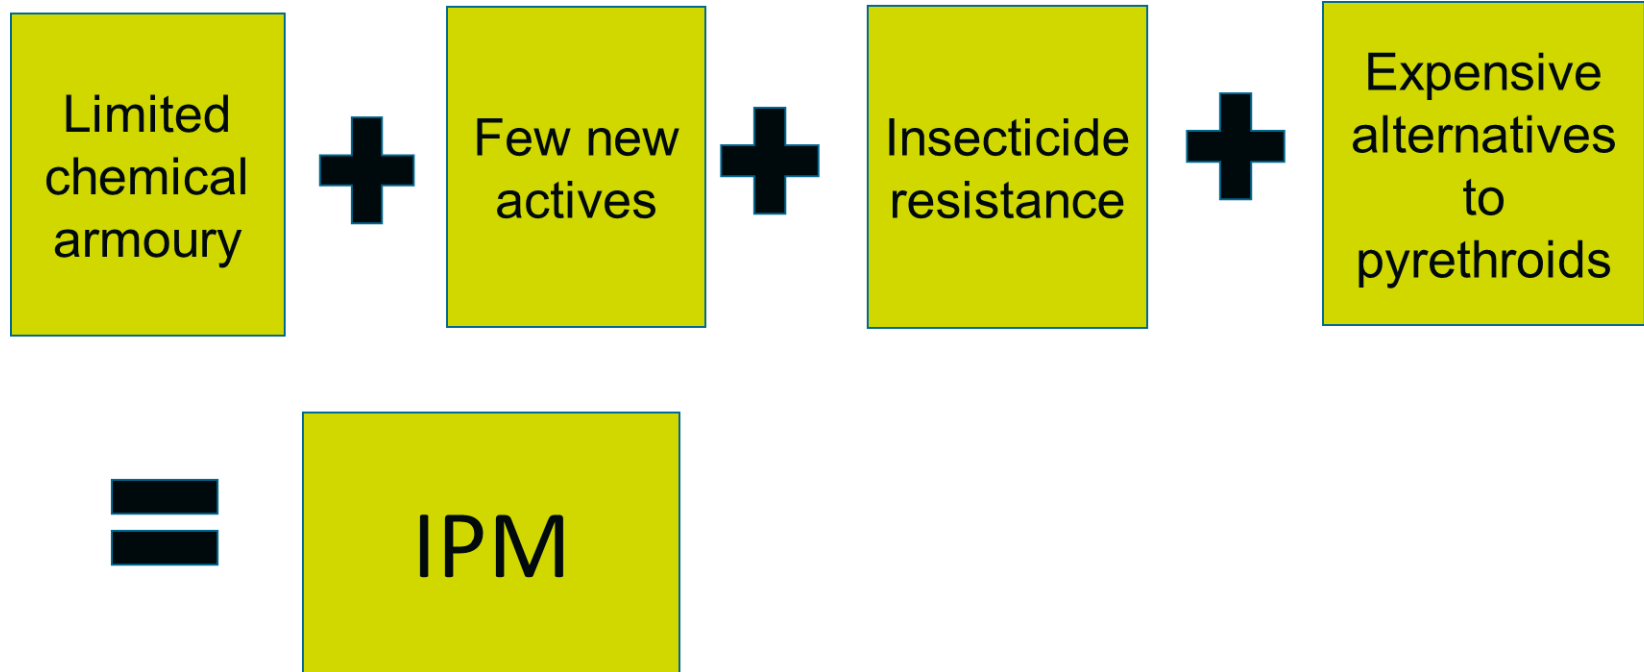 Limited
chemical
armoury
Few new
actives
Insecticide
resistance
Expensive
alternatives
to
pyrethroids
IPM